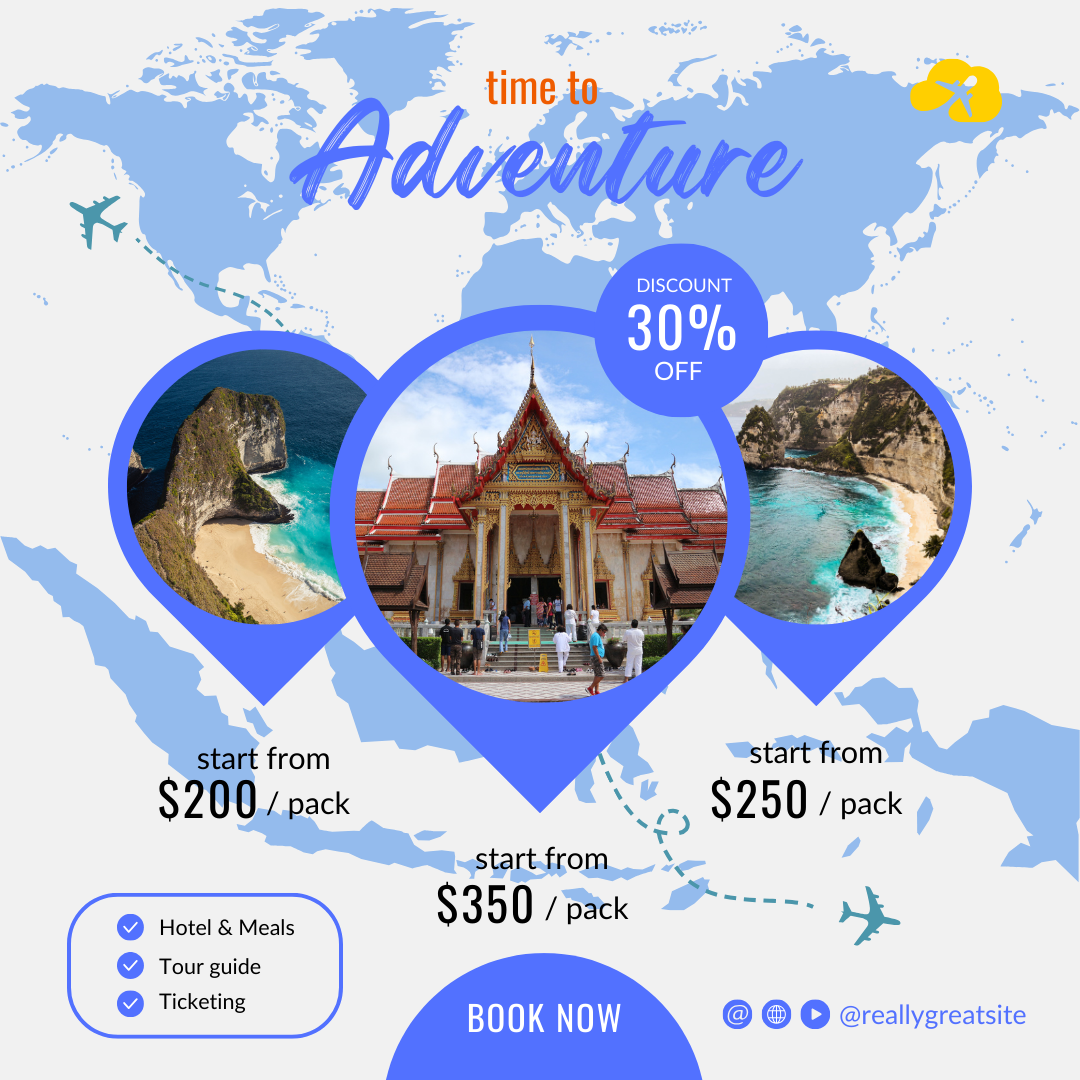 time to
Adventure
DISCOUNT
30%
OFF
start from
$200 / pack
start from
$250 / pack
start from
$350 / pack
Hotel & Meals
Tour guide
Ticketing
BOOK NOW
@reallygreatsite